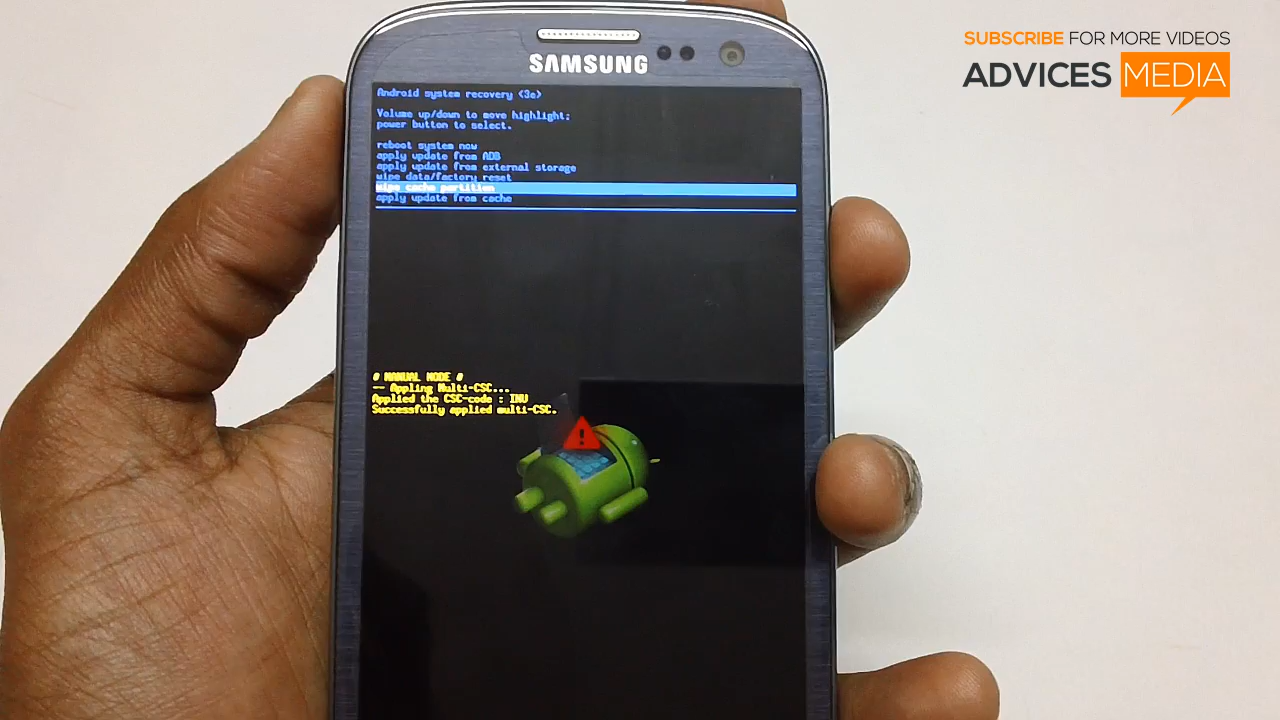 SUBSCRIBE FOR MORE VIDEOS
ADVICES MEDIA
SAMSUNG
Android system recovery <3e>
Volume up/down to move highlight;
power button to select.
reboot system now
apply update from ADB
apply update from external storage
wipe data/factory reset
wipe cache partition
apply update from cache
# MANUAL MODE #
-- Appling Multi-CSC...
Applied the CSC-code : INU
Successfully applied multi-CSC.